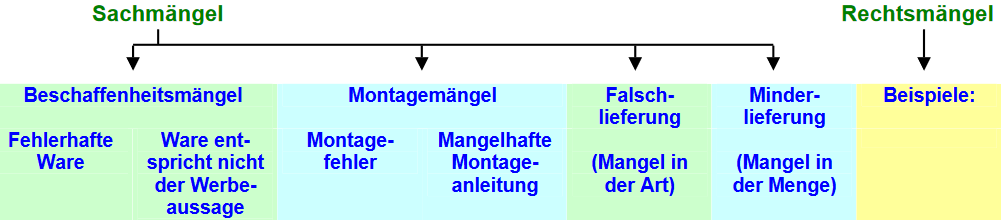 Sachmängel
Rechtsmängel
Beschaffenheitsmängel
Fehlerhafte
Ware
Ware ent-
spricht nicht
der Werbe-
aussage
Montagemängel
Montage-
fehler
Mangelhafte
Montage-
anleitung
Falsch-
lieferung
(Mangel in
der Art)
Minder-
lieferung
(Mangel in
der Menge)
Beispiele: